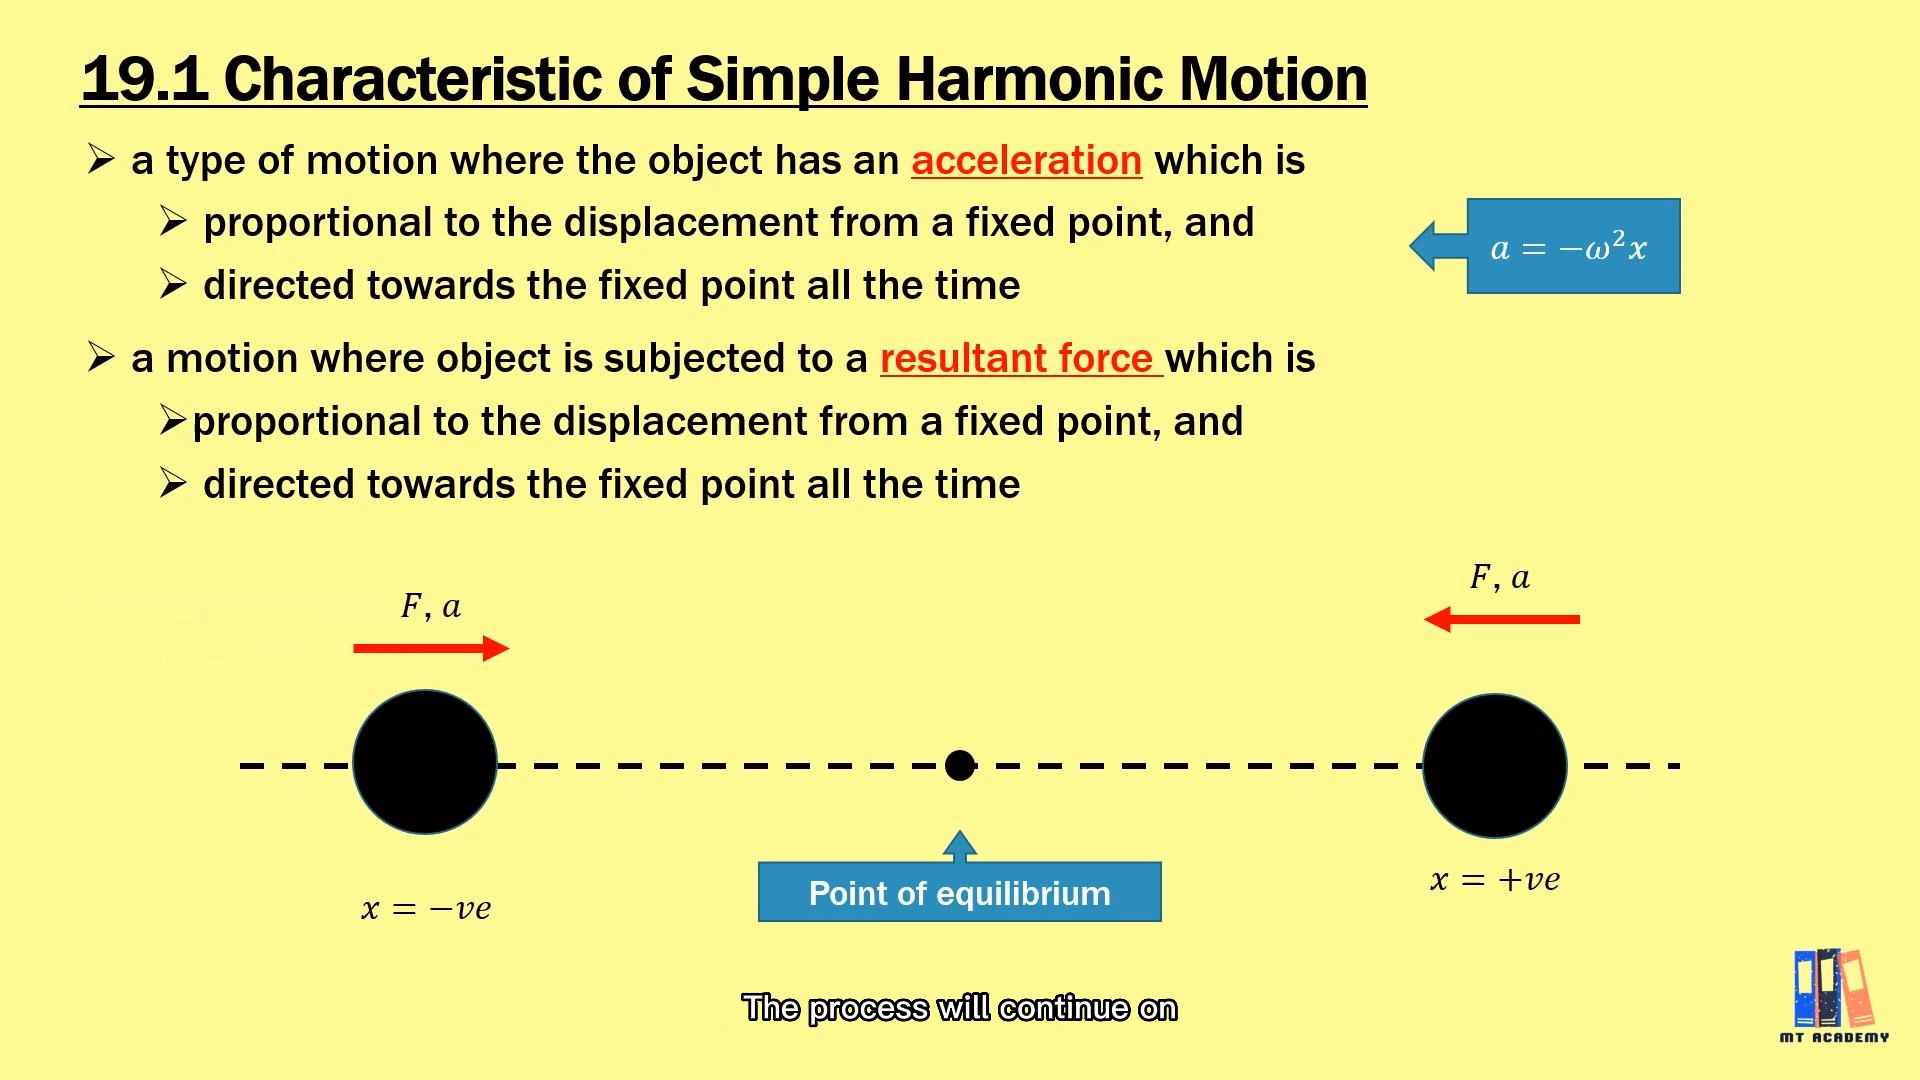 19.1 Characteristic of Simple Harmonic Motion
➢ a type of motion where the object has an acceleration which is
➢ proportional to the displacement from a fixed point, and
➢ directed towards the fixed point all the time
a = −ω²x
➢ a motion where object is subjected to a resultant force which is
➢proportional to the displacement from a fixed point, and
➢ directed towards the fixed point all the time
F, a
F, a
Point of equilibrium
x = −ve
x = +ve
The process will continue on
MT ACADEMY